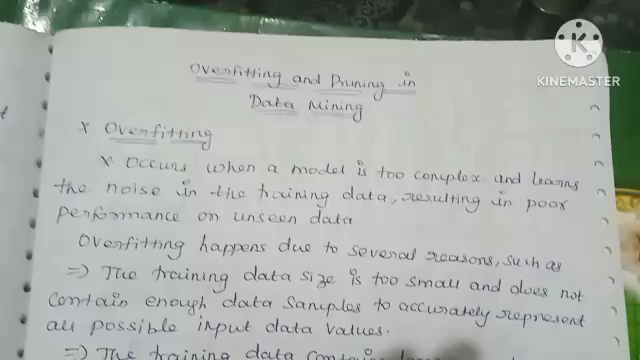 Overfitting and Pruning in
Data Mining
x Overfitting
x Occurs when a model is too complex and learns
the noise in the training data, resulting in poor
performance on unseen data
Overfitting happens due to several reasons, such as
=> The training data size is too small and does not
contain enough data samples to accurately represent
all possible input data values.
=> The training data contains
K
KINEMASTER